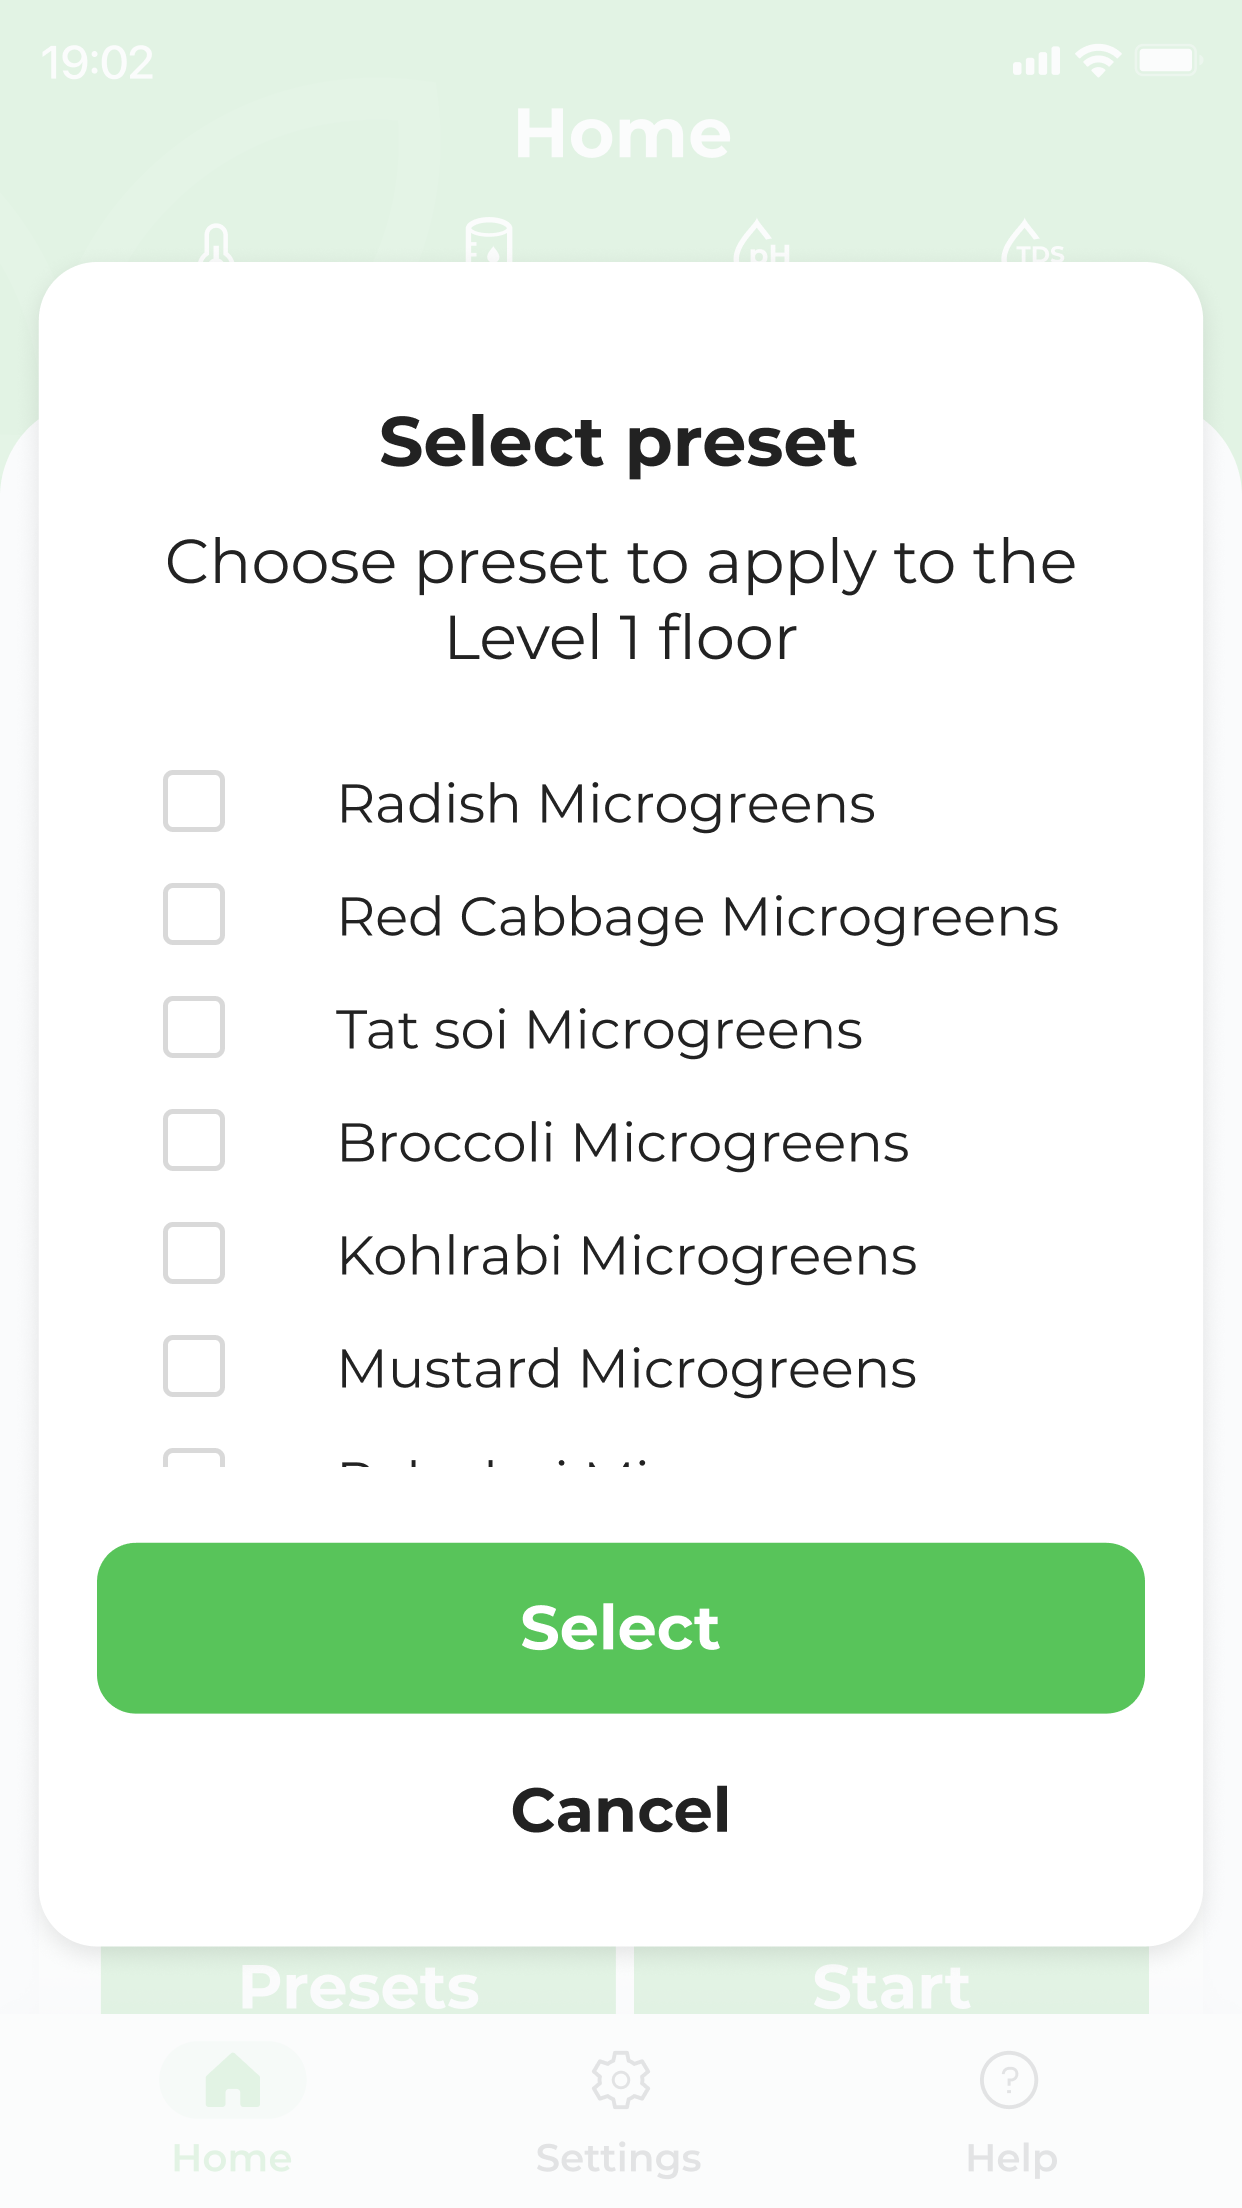 19:02
Home
pH
TDS
Select preset
Choose preset to apply to the
Level 1 floor
Radish Microgreens
Red Cabbage Microgreens
Tat soi Microgreens
Broccoli Microgreens
Kohlrabi Microgreens
Mustard Microgreens
Select
Cancel
Presets
Start
?
Home
Settings
Help